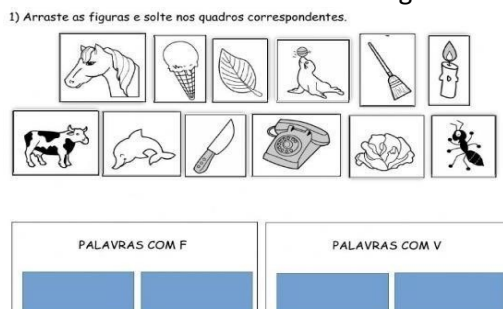 1) Arraste as figuras e solte nos quadros correspondentes.
PALAVRAS COM F
PALAVRAS COM V